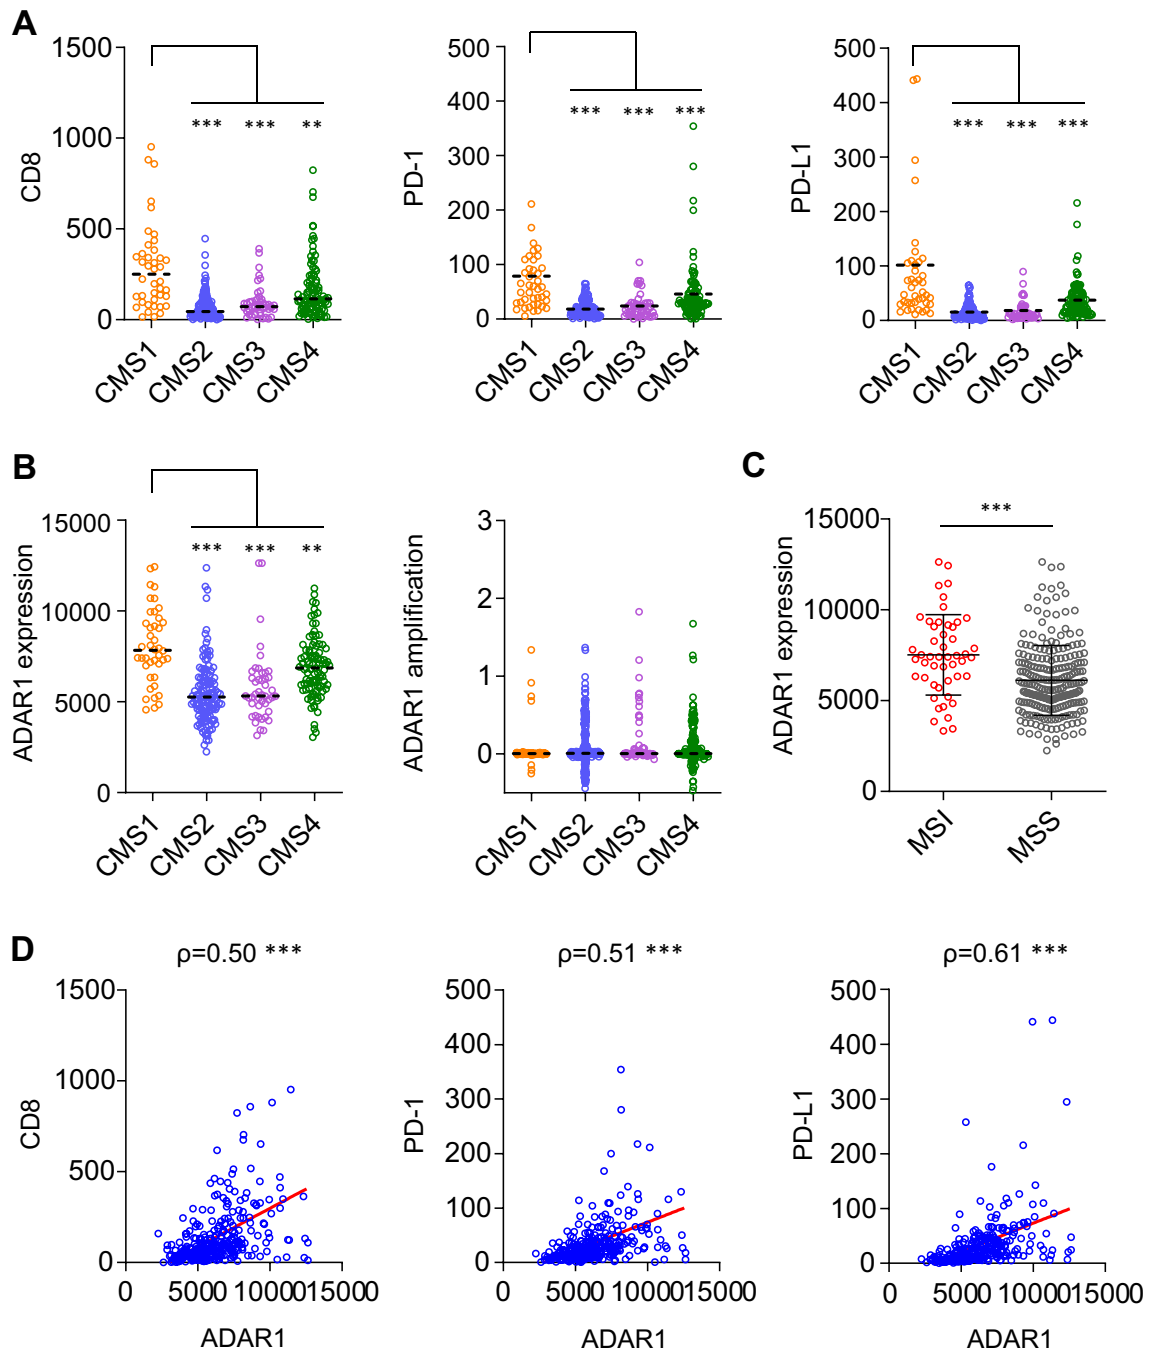 A
1500
1000
500
0
CD8
*** *** **
CMS1 CMS2 CMS3 CMS4
500
400
300
200
100
0
PD-1
*** *** ***
CMS1 CMS2 CMS3 CMS4
500
400
300
200
100
0
PD-L1
*** *** ***
CMS1 CMS2 CMS3 CMS4
B
15000
10000
5000
0
ADAR1 expression
*** *** **
CMS1 CMS2 CMS3 CMS4
3
2
1
0
ADAR1 amplification
CMS1 CMS2 CMS3 CMS4
C
15000
10000
5000
0
ADAR1 expression
***
MSI MSS
D
ρ=0.50 ***
1500
1000
500
0
CD8
0 5000 10000 15000
ADAR1
ρ=0.51 ***
500
400
300
200
100
0
PD-1
0 5000 10000 15000
ADAR1
ρ=0.61 ***
500
400
300
200
100
0
PD-L1
0 5000 10000 15000
ADAR1